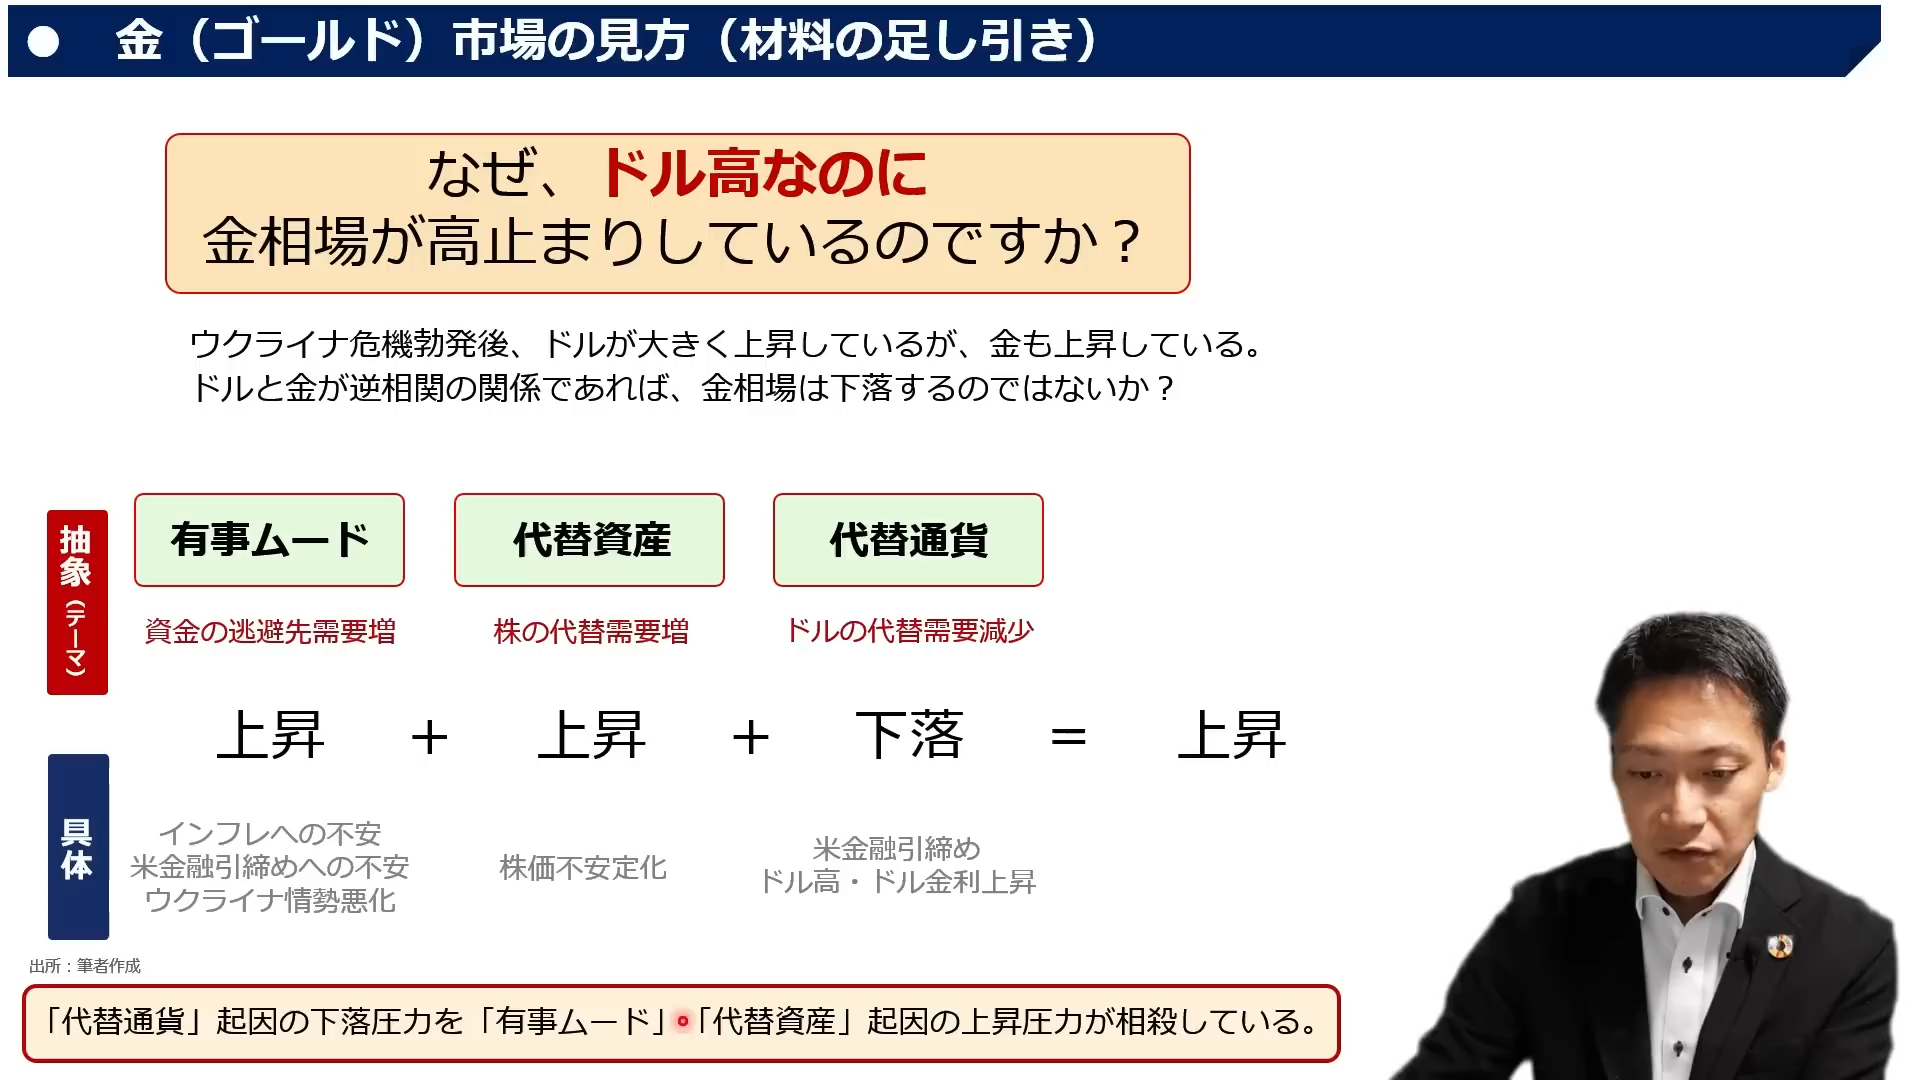 ● 金（ゴールド）市場の見方（材料の足し引き）
なぜ、ドル高なのに
金相場が高止まりしているのですか？
ウクライナ危機勃発後、ドルが大きく上昇しているが、金も上昇している。
ドルと金が逆相関の関係であれば、金相場は下落するのではないか？
抽象（テーマ）
有事ムード
代替資産
代替通貨
資金の逃避先需要増
株の代替需要増
ドルの代替需要減少
上昇 ＋ 上昇 ＋ 下落 ＝ 上昇
具体
インフレへの不安
米金融引締めへの不安
ウクライナ情勢悪化
株価不安定化
米金融引締め
ドル高・ドル金利上昇
出所：筆者作成
「代替通貨」起因の下落圧力を「有事ムード」・「代替資産」起因の上昇圧力が相殺している。